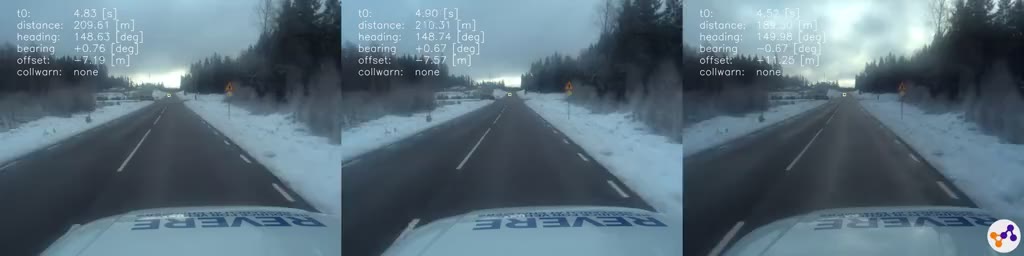 t0: 4.83 [s]
distance: 209.61 [m]
heading: 148.63 [deg]
bearing +0.76 [deg]
offset: -7.19 [m]
collwarn: none
REVERE
t0: 4.90 [s]
distance: 210.31 [m]
heading: 148.74 [deg]
bearing +0.67 [deg]
offset: -7.57 [m]
collwarn: none
REVERE
t0: 4.52 [s]
distance: [m]
heading: 149.98 [deg]
bearing -0.67 [deg]
offset: [m]
collwarn: none
REVERE